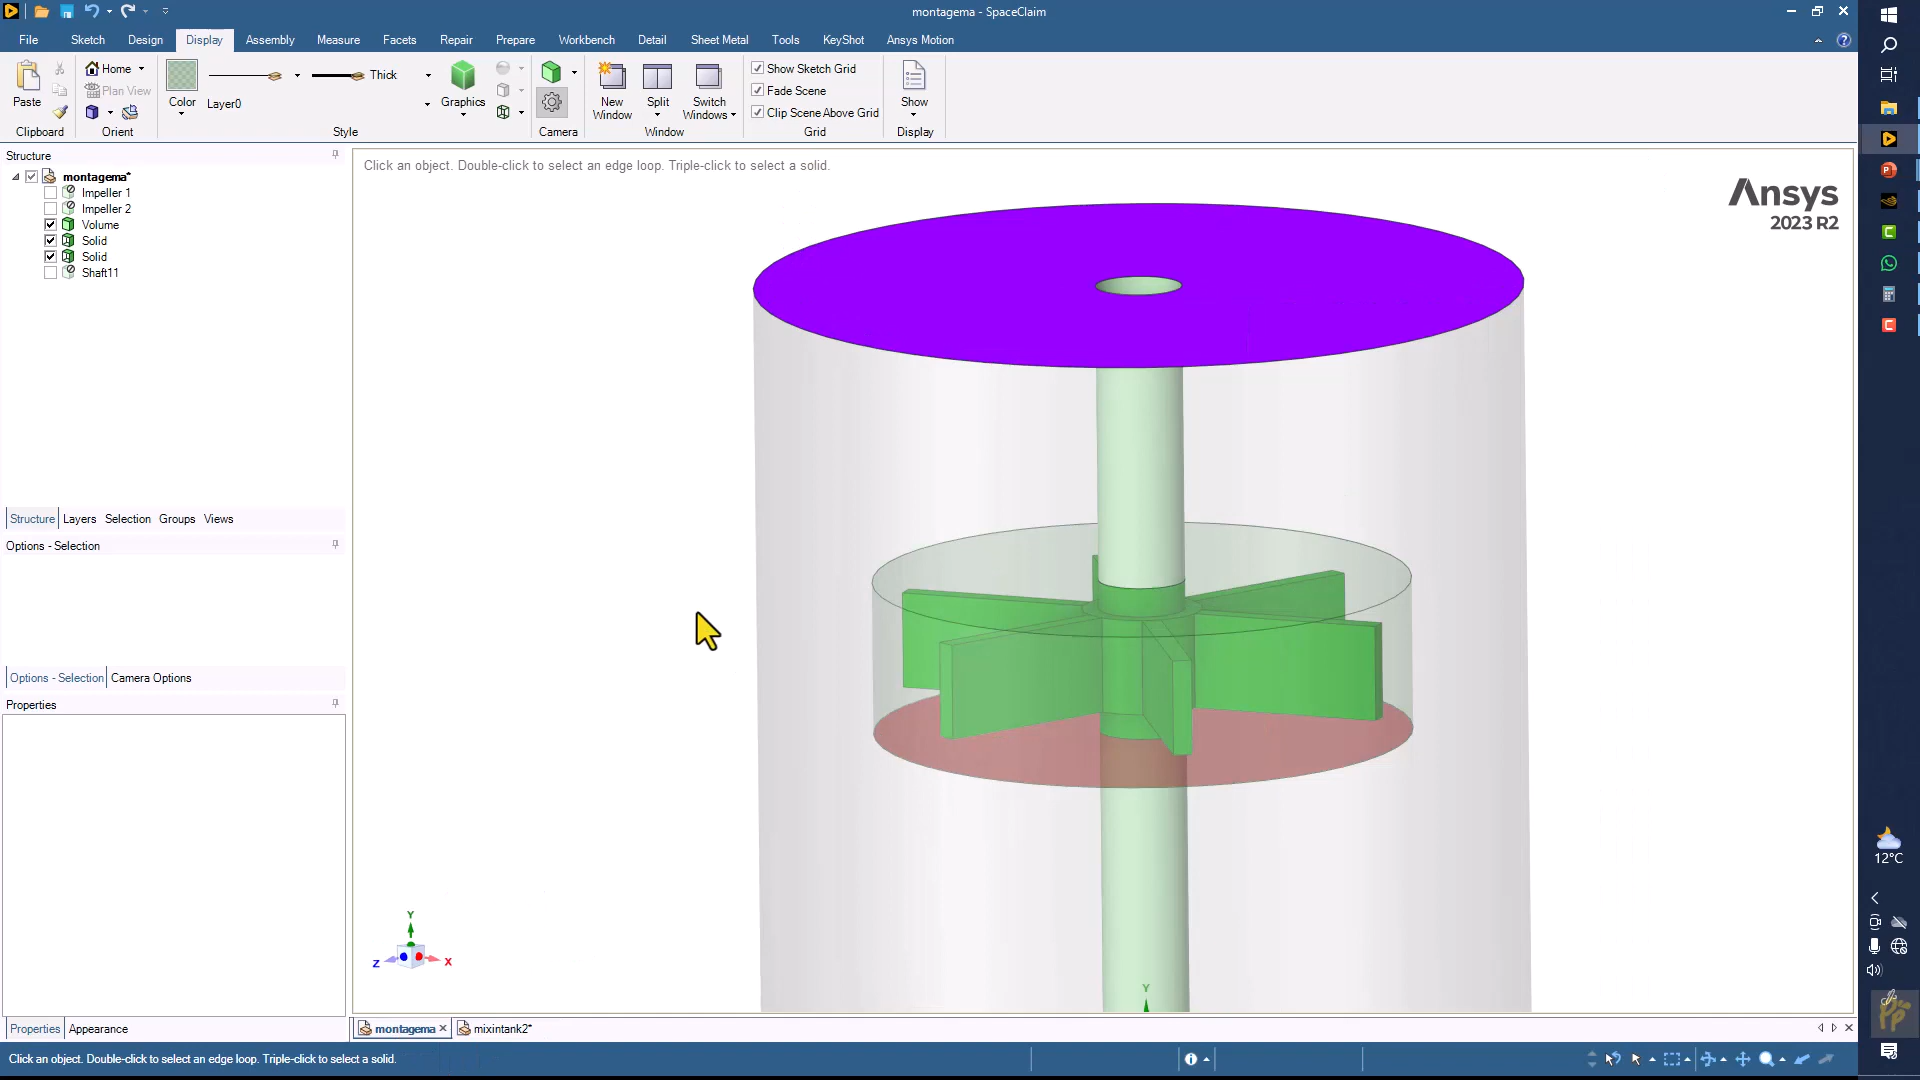 montagema - SpaceClaim
File Sketch Design Display Assembly Measure Facets Repair Prepare Workbench Detail Sheet Metal Tools KeyShot Ansys Motion
Paste
Clipboard
Home
Plan View
Orient
Color
Thick
Layer0
Style
Graphics
Camera
New Window
Split
Switch Windows
Window
Show Sketch Grid
Fade Scene
Clip Scene Above Grid
Grid
Show
Display
Structure
montagema*
Impeller 1
Impeller 2
Volume
Solid
Solid
Shaft11
Structure Layers Selection Groups Views
Options - Selection
Options - Selection Camera Options
Properties
Properties Appearance
Click an object. Double-click to select an edge loop. Triple-click to select a solid.
Ansys
2023 R2
Y
Z
X
Y
montagema
mixintank2*
Click an object. Double-click to select an edge loop. Triple-click to select a solid.
12°C